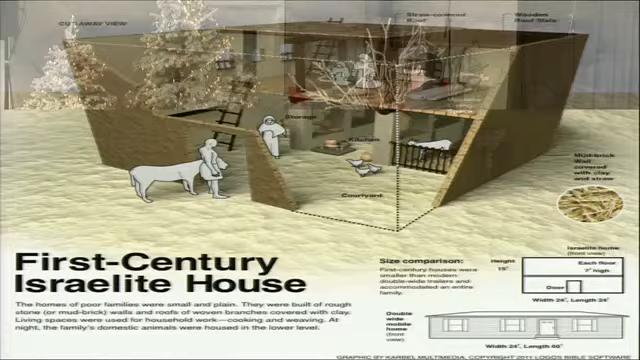 CUTAWAY VIEW
Straw-covered
Roof
Wooden
Roof Slats
Storage
Kitchen
Courtyard
Mud-brick
Wall
covered
with clay
and straw
First-Century
Israelite House
The homes of poor families were small and plain. They were built of rough
stone (or mud-brick) walls and roofs of woven branches covered with clay.
Living spaces were used for household work—cooking and weaving. At
night, the family's domestic animals were housed in the lower level.
Size comparison:
First-century houses were
smaller than modern
double-wide trailers and
accommodated an entire
family.
Israelite home
(front view)
Height
15'
Each floor
7' high
Door
Width 24', Length 24'
Double
wide
mobile
home
(front
view)
Width 24', Length 60'
GRAPHIC BY KARBEL MULTIMEDIA, COPYRIGHT 2011 LOGOS BIBLE SOFTWARE